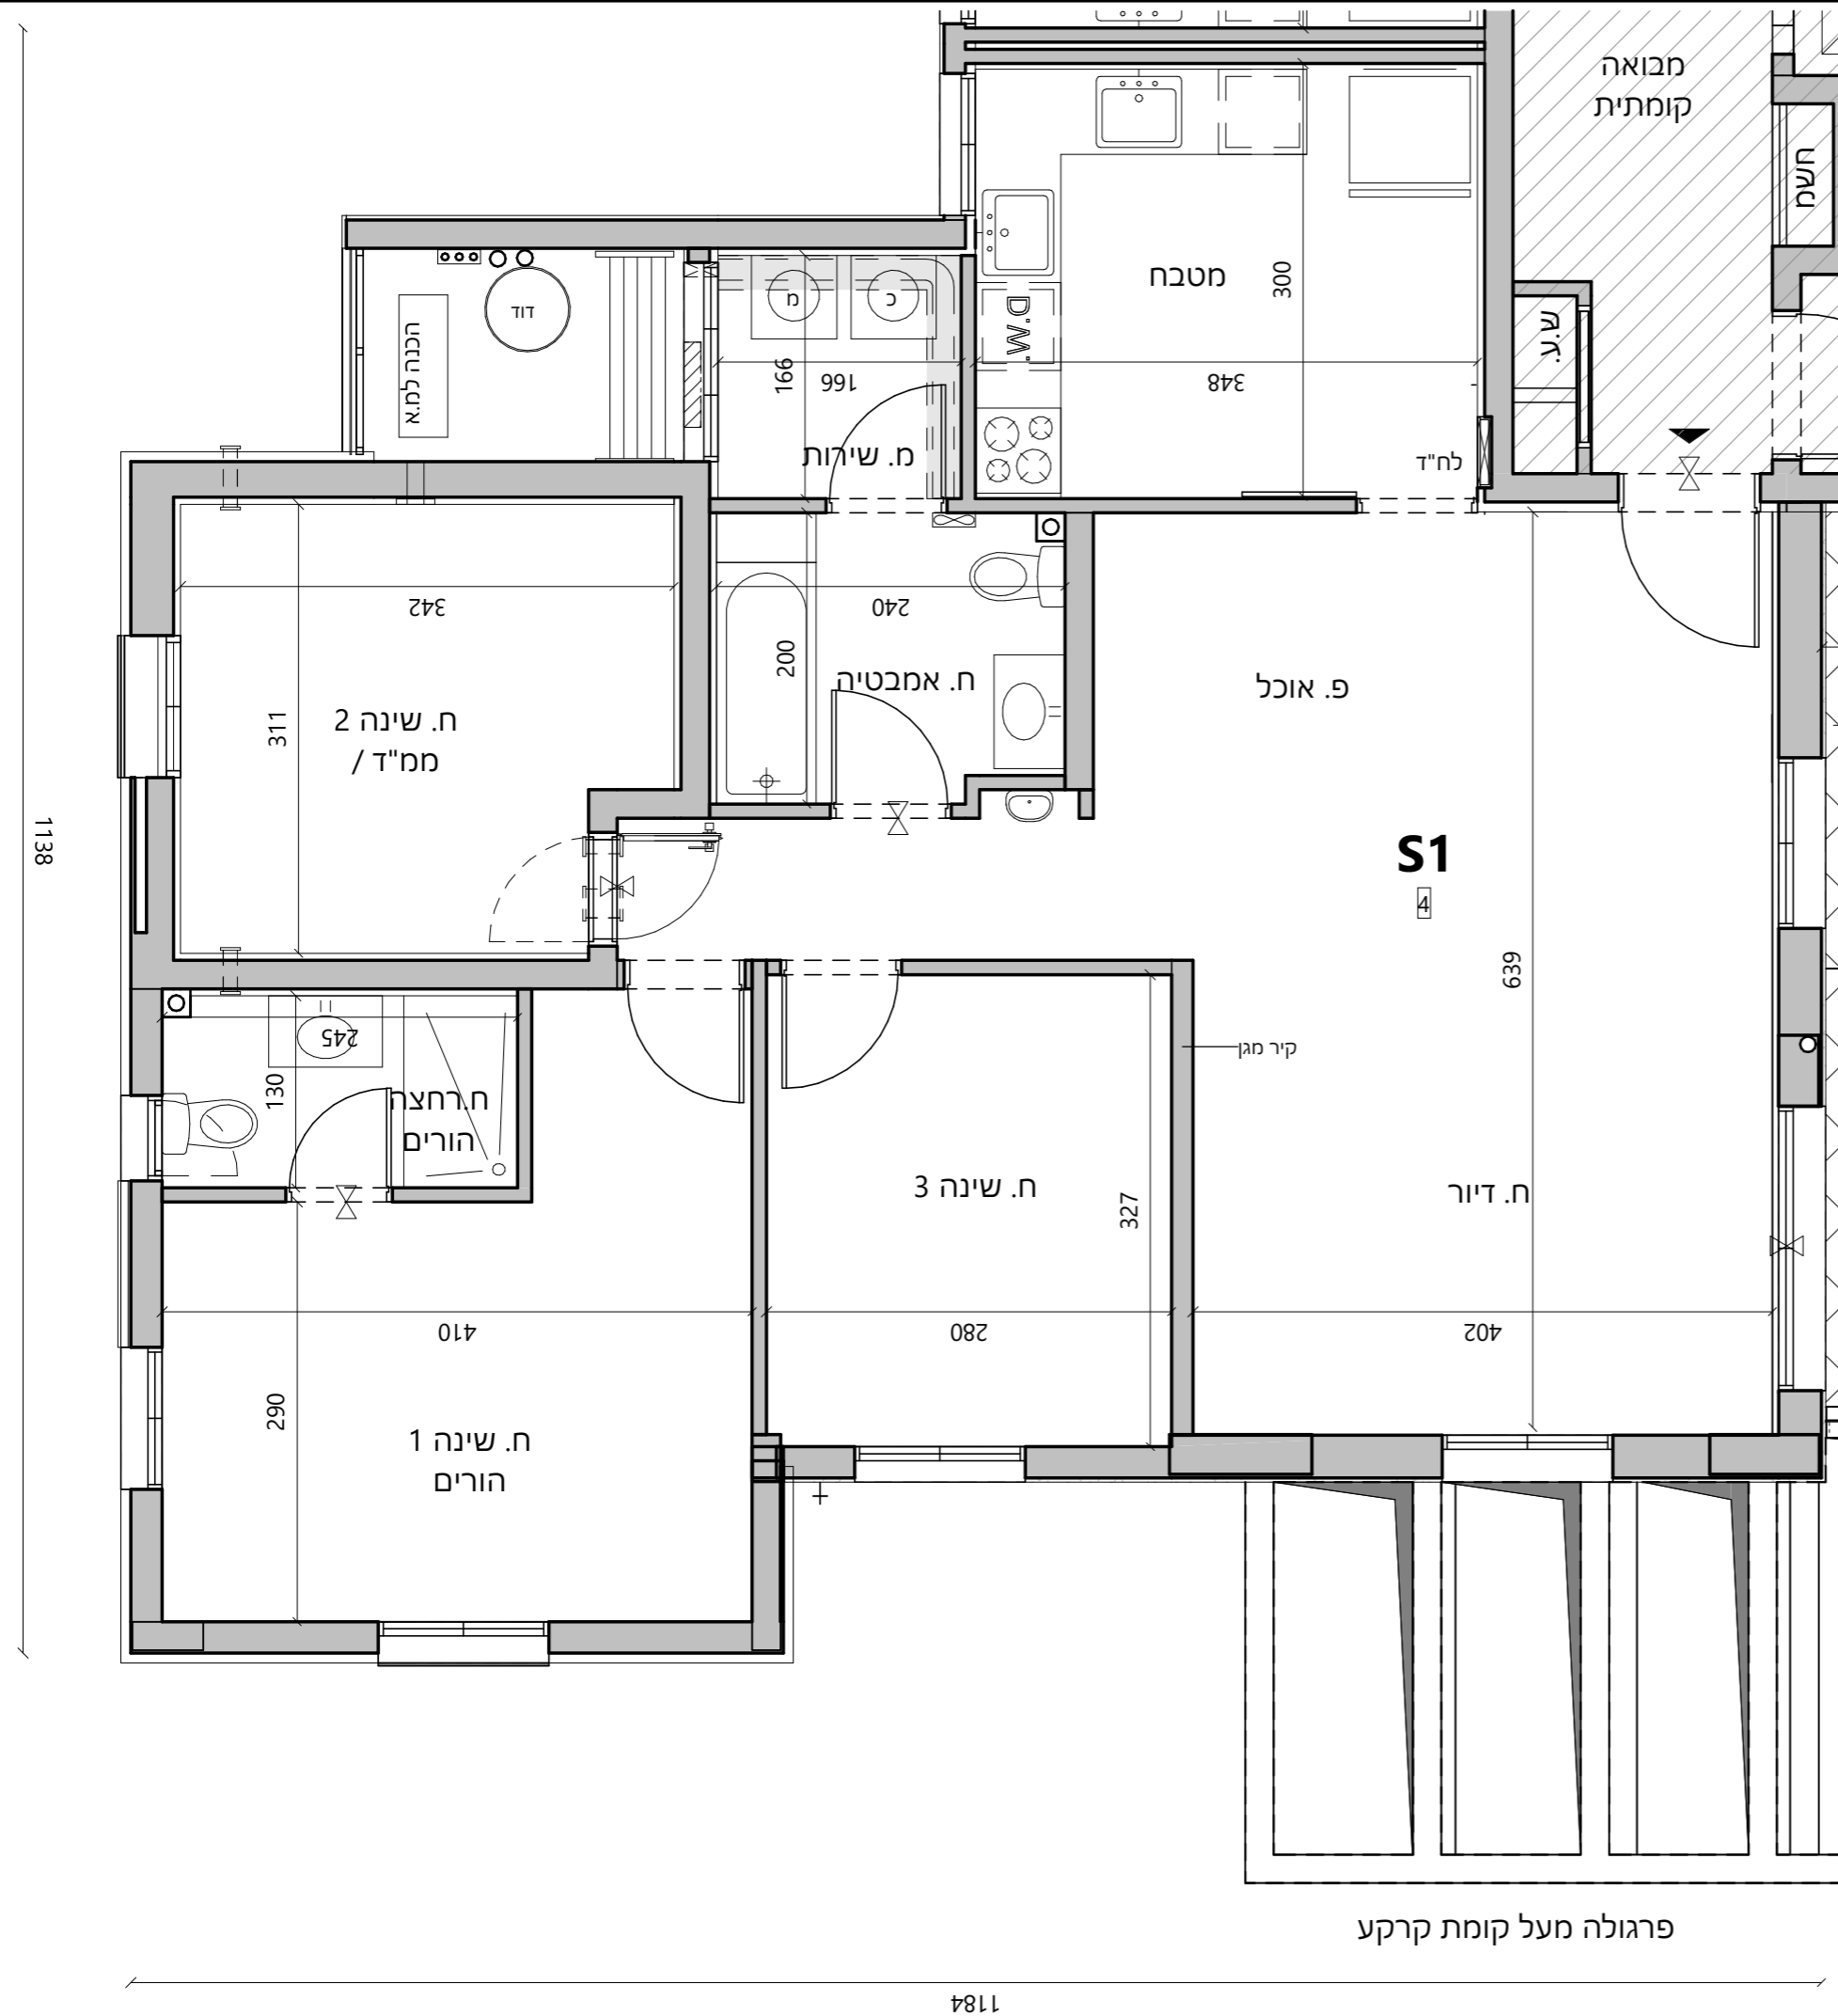 מבואה
קומתית
חשמ
מטבח
300
348
D.W.
ש.ע.
לח"ד
דוד
הכנה למ.א
מ
כ
166
166
מ. שירות
342
311
ח. שינה 2
/ ממ"ד
240
200
ח. אמבטיה
פ. אוכל
S1
4
639
1138
245
130
ח.רחצה
הורים
קיר מגן
ח. שינה 3
327
ח. דיור
410
280
402
290
ח. שינה 1
הורים
פרגולה מעל קומת קרקע
1184